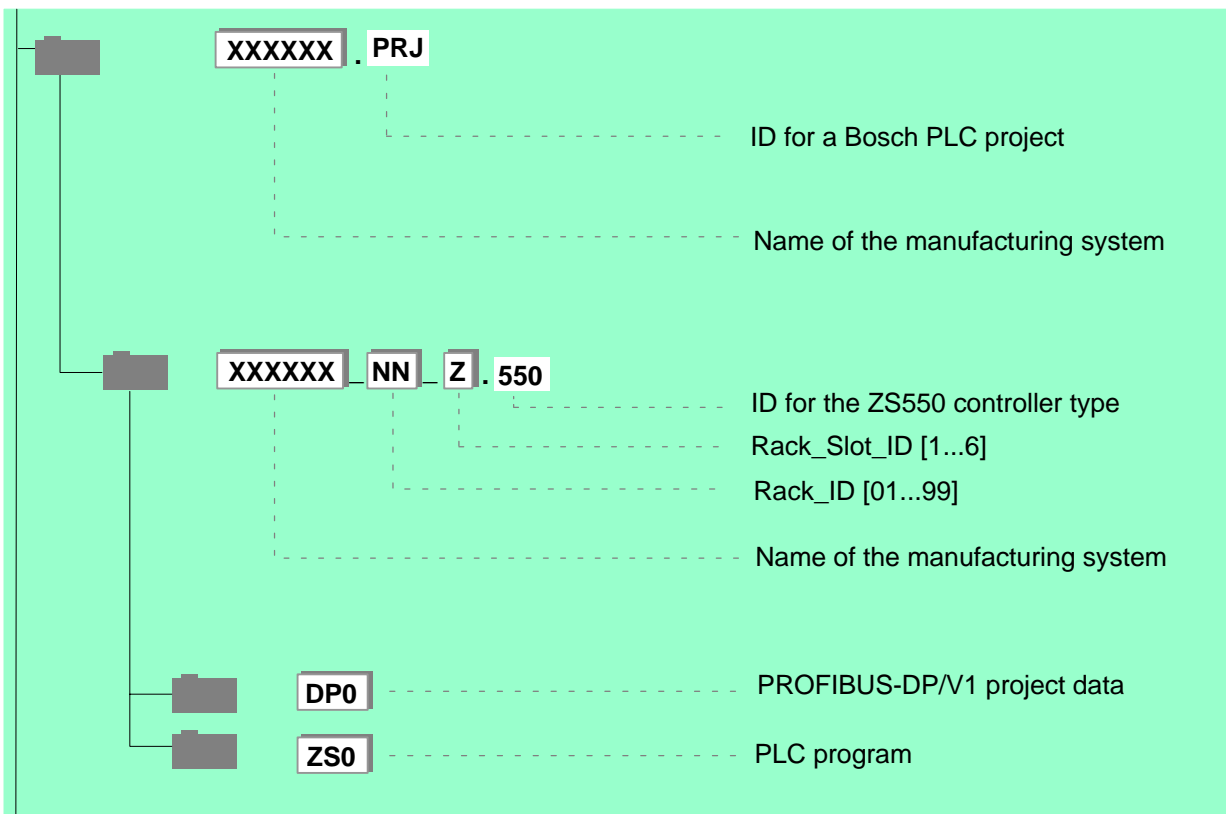 XXXXXX . PRJ
ID for a Bosch PLC project
Name of the manufacturing system
XXXXXX _ NN _ Z . 550
ID for the ZS550 controller type
Rack_Slot_ID [1...6]
Rack_ID [01...99]
Name of the manufacturing system
DP0 PROFIBUS-DP/V1 project data
ZS0 PLC program